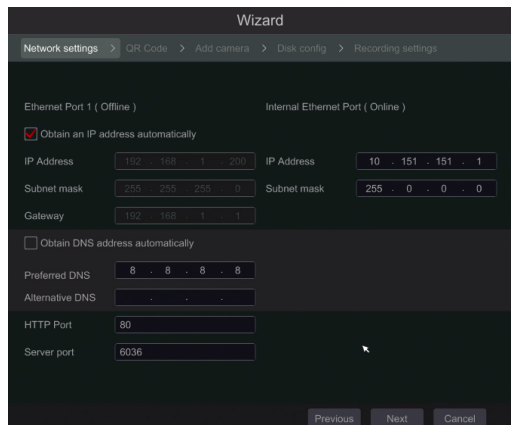 Wizard
Network settings > QR Code > Add camera > Disk config > Recording settings
Ethernet Port 1 ( Offline ) Internal Ethernet Port ( Online )
Obtain an IP address automatically
IP Address 192 . 168 . 1 . 200 IP Address 10 . 151 . 151 . 1
Subnet mask 255 . 255 . 255 . 0 Subnet mask 255 . 0 . 0 . 0
Gateway 192 . 168 . 1 . 1
Obtain DNS address automatically
Preferred DNS 8 . 8 . 8 . 8
Alternative DNS . . .
HTTP Port 80
Server port 6036
Previous Next Cancel